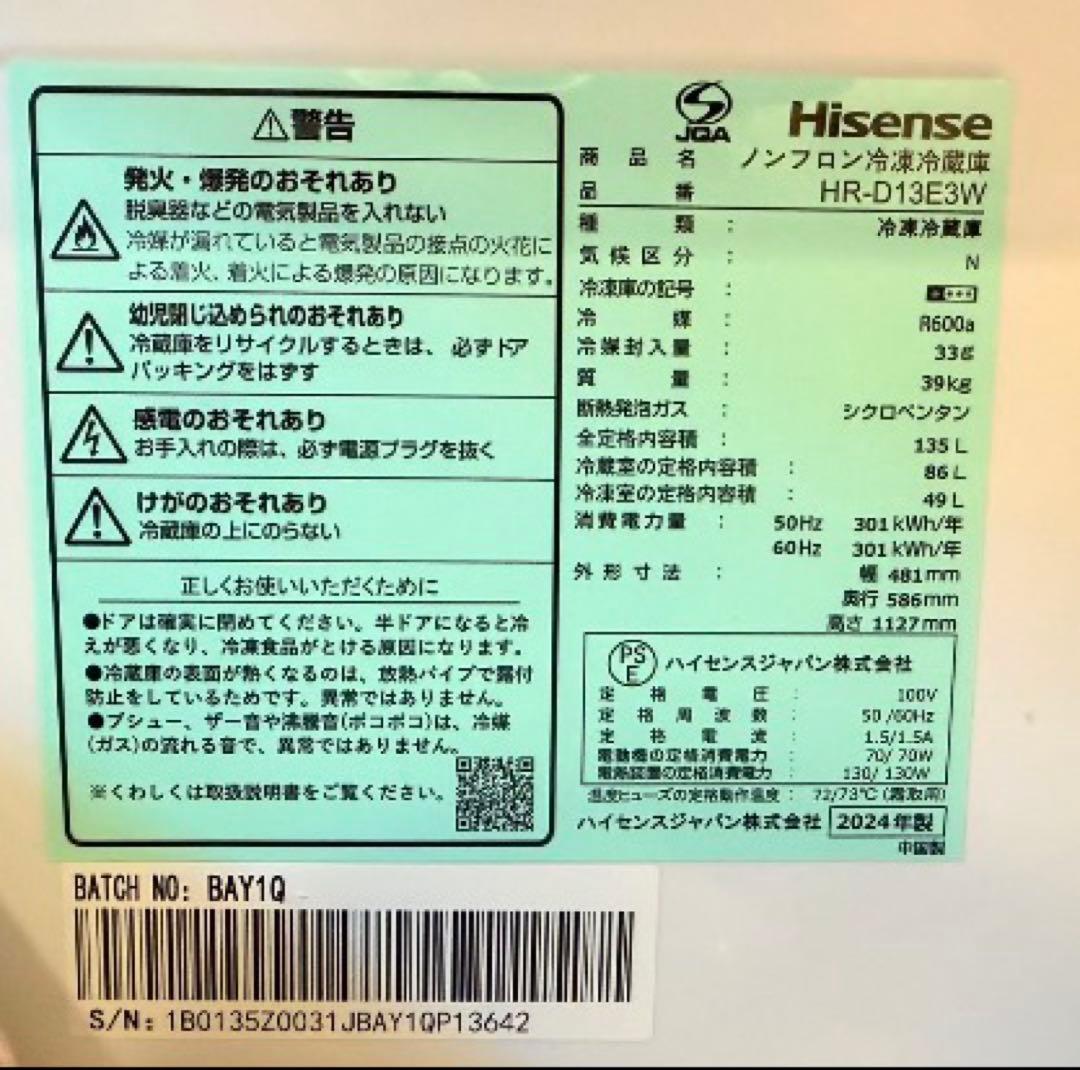 ⚠警告
発火・爆発のおそれあり
脱臭器などの電気製品を入れない
冷媒が漏れていると電気製品の接点の火花に
よる着火、着火による爆発の原因になります。
幼児閉じ込められのおそれあり
冷蔵庫をリサイクルするときは、必ずドア
パッキングをはずす
感電のおそれあり
お手入れの際は、必ず電源プラグを抜く
けがのおそれあり
冷蔵庫の上にのらない
正しくお使いいただくために
●ドアは確実に閉めてください。半ドアになると冷
えが悪くなり、冷凍食品がとける原因になります。
●冷蔵庫の表面が熱くなるのは、放熱パイプで露付
防止をしているためです。異常ではありません。
●プシュー、ザー音や沸騰音(ポコポコ)は、冷媒
(ガス)の流れる音で、異常ではありません。
※くわしくは取扱説明書をご覧ください。
JQA
Hisense
商品名 ノンフロン冷凍冷蔵庫
品番 HR-D13E3W
種類 : 冷凍冷蔵庫
気候区分 : N
冷凍庫の記号 :
冷媒 : R600a
冷媒封入量 : 33g
質量 : 39kg
断熱発泡ガス : シクロペンタン
全定格内容積 : 135L
冷蔵室の定格内容積 : 86L
冷凍室の定格内容積 : 49L
消費電力量 : 50Hz 301kWh/年
60Hz 301kWh/年
外形寸法 : 幅 481mm
奥行 586mm
高さ 1127mm
PSE ハイセンスジャパン株式会社
定格電圧 : 100V
定格周波数 : 50/60Hz
定格電流 : 1.5/1.5A
電動機の定格消費電力 : 70/70W
電熱装置の定格消費電力 : 130/130W
温度ヒューズの定格動作温度 : 72/73℃(霜取用)
ハイセンスジャパン株式会社 2024年製
中国製
BATCH NO: BAY1Q
S/N: 1B0135Z0031JBAY1QP13642